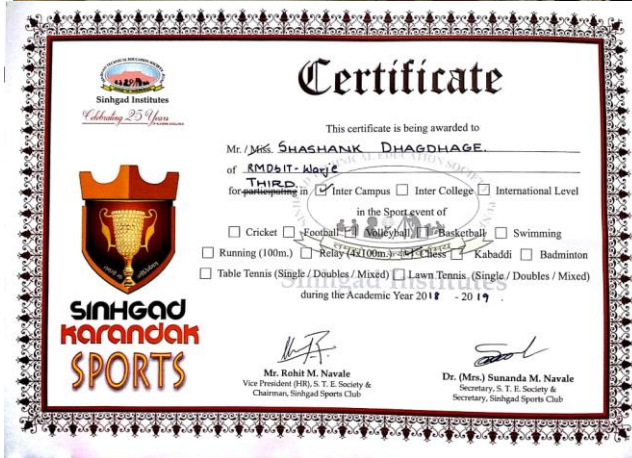 Certificate
Sinhgad Institutes
Celebrating 25 Years
This certificate is being awarded to
Mr. / Miss. SHASHANK DHAGDHAGE.
of RMDSIT - Warje
THIRD
for participating in ☑ Inter Campus ☐ Inter College ☐ International Level
in the Sport event of
☐ Cricket ☐ Football ☐ Volleyball ☐ Basketball ☐ Swimming
☐ Running (100m.) ☐ Relay (4x100m.) ☑ Chess ☐ Kabaddi ☐ Badminton
☐ Table Tennis (Single / Doubles / Mixed) ☐ Lawn Tennis (Single / Doubles / Mixed)
Sinhgad Institutes
during the Academic Year 2018 - 2019.
SINHGAD
KARANDAK
SPORTS
Mr. Rohit M. Navale
Vice President (HR), S. T. E. Society &
Chairman, Sinhgad Sports Club
Dr. (Mrs.) Sunanda M. Navale
Secretary, S. T. E. Society &
Secretary, Sinhgad Sports Club